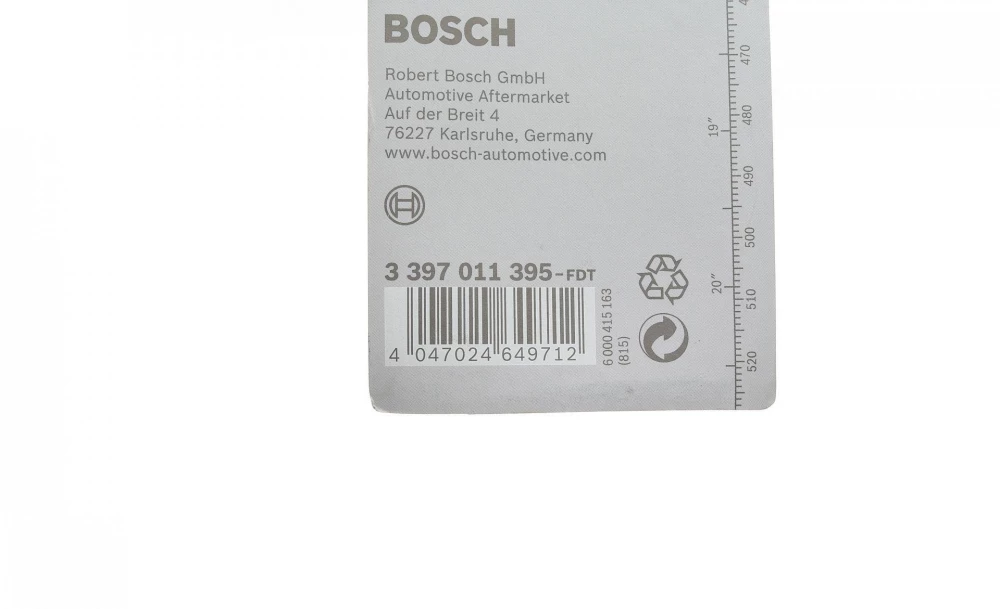 BOSCH
Robert Bosch GmbH
Automotive Aftermarket
Auf der Breit 4
76227 Karlsruhe, Germany
www.bosch-automotive.com
3 397 011 395-FDT
4 047024 649712
6 000 415 163
(815)
19"
20"
470
480
490
500
510
520